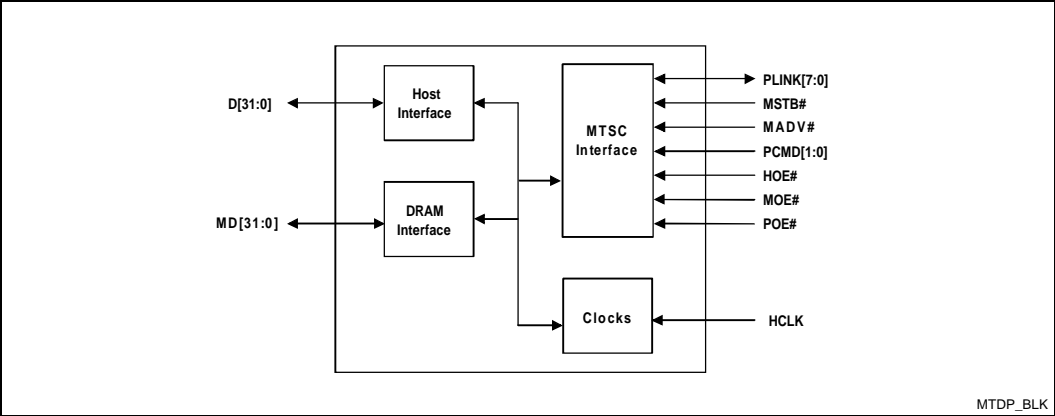 D[31:0]
Host
Interface
MD[31:0]
DRAM
Interface
MTSC
Interface
PLINK[7:0]
MSTB#
MADV#
PCMD[1:0]
HOE#
MOE#
POE#
Clocks
HCLK
MTDP_BLK